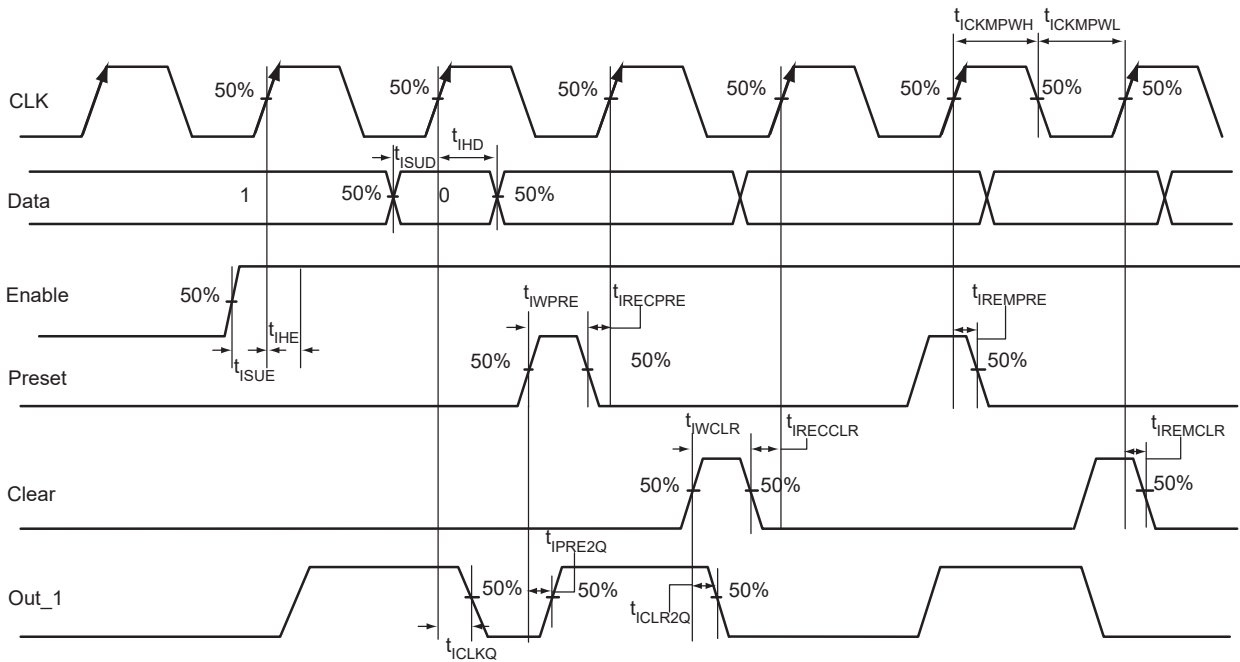 tICKMPWH tICKMPWL
CLK 50% 50% 50% 50% 50% 50% 50%
tISUD tIHD
Data 1 50% 0 50%
Enable 50% tIHE tISUE
tIWPRE tIRECPRE tIREMPRE
Preset 50% 50% 50%
tIWCLR tIRECCLR tIREMCLR
Clear 50% 50% 50%
tIPRE2Q
Out_1 50% 50% 50%
tICLR2Q
tICLKQ